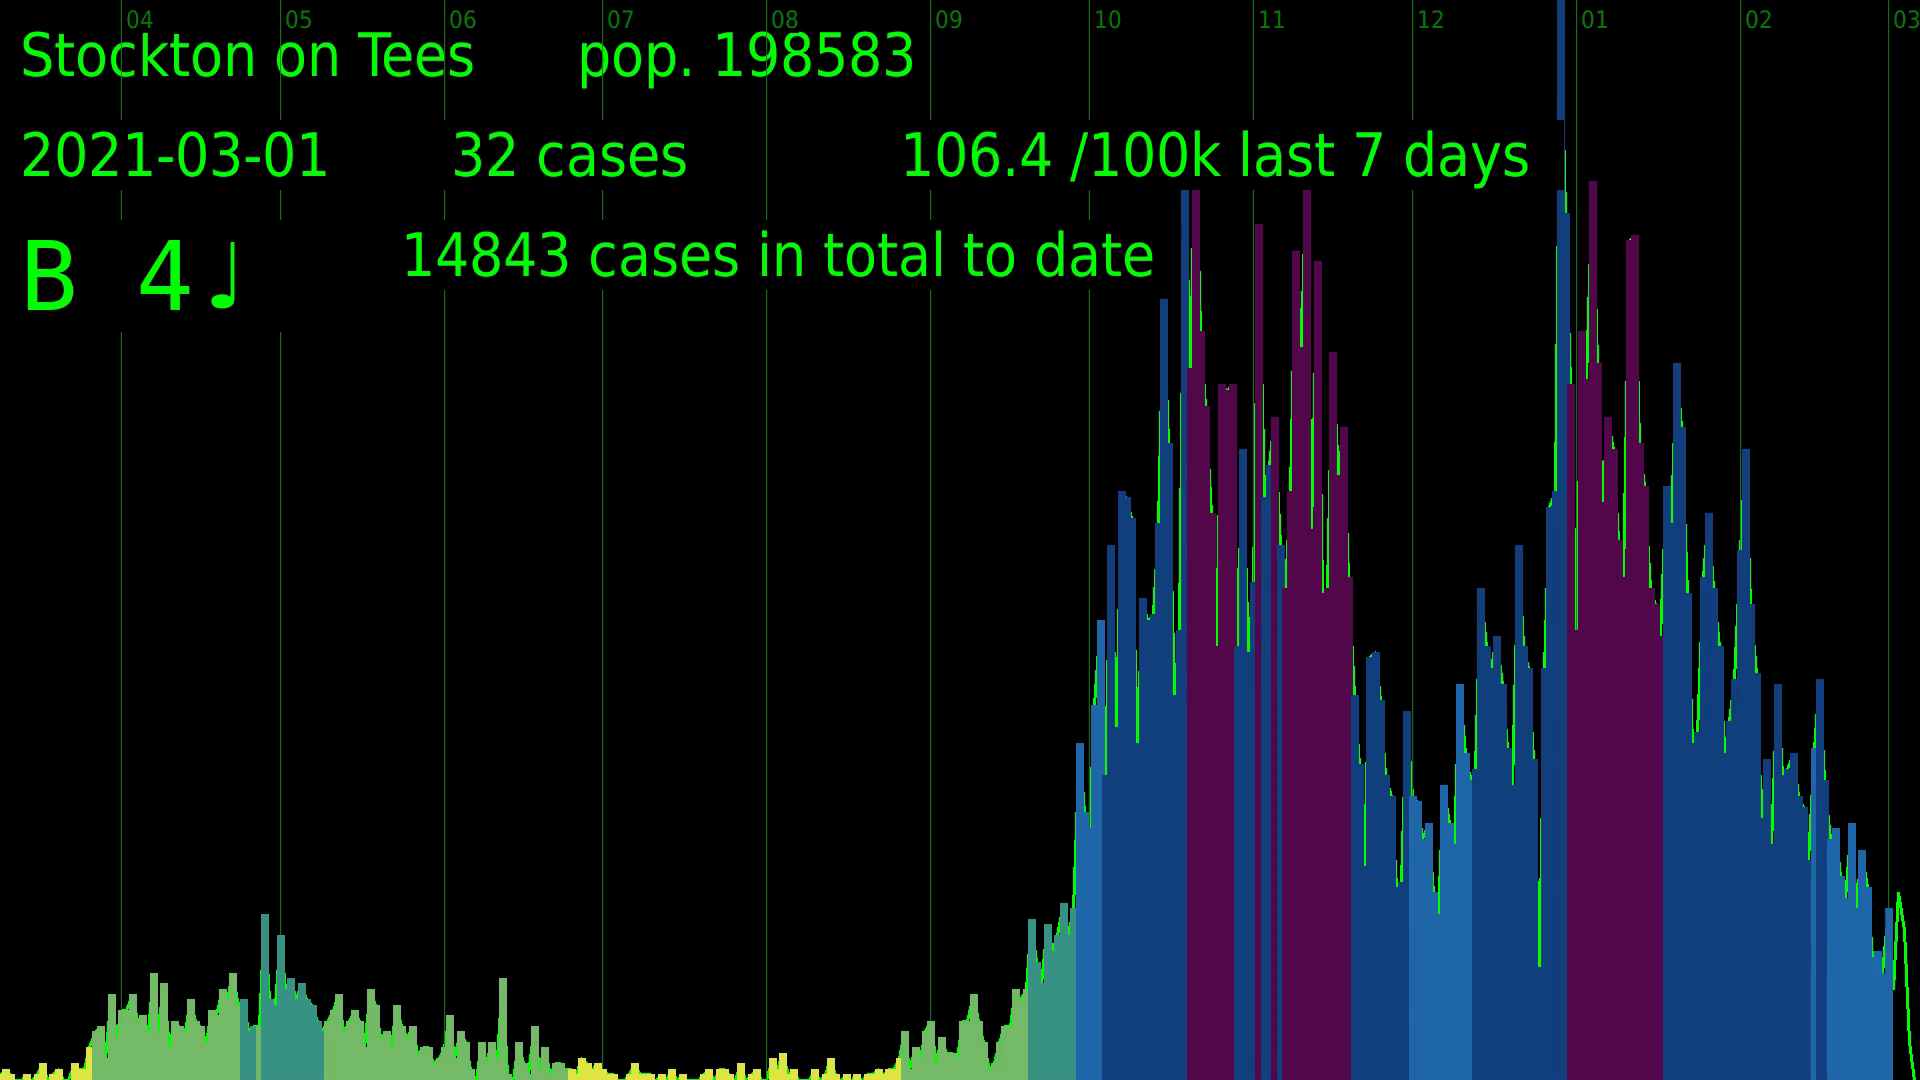 04 05 06 07 08 09 10 11 12 01 02 03
Stockton on Tees pop. 198583
2021-03-01 32 cases 106.4 /100k last 7 days
14843 cases in total to date
B 4♩